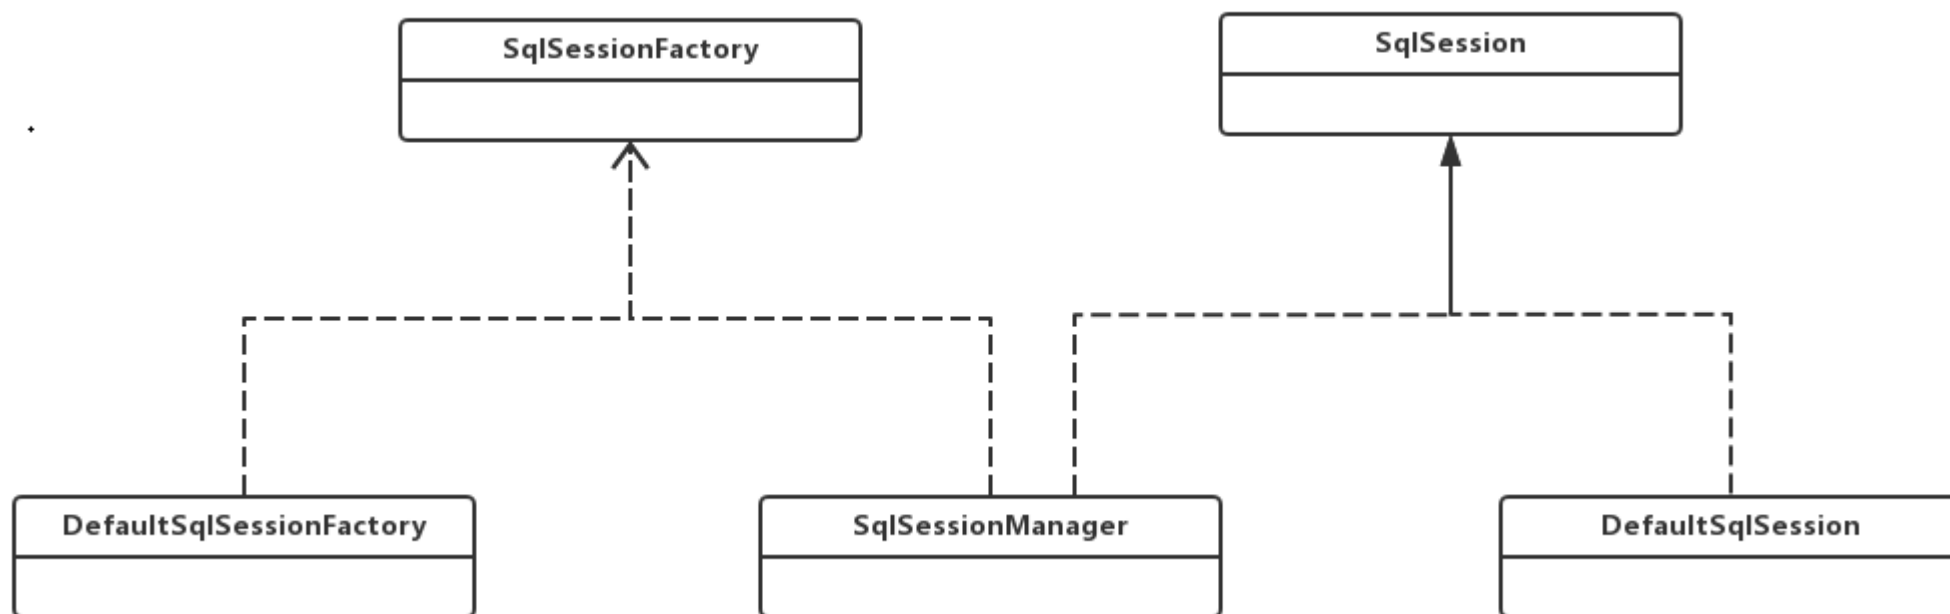 SqlSessionFactory
SqlSession
DefaultSqlSessionFactory
SqlSessionManager
DefaultSqlSession